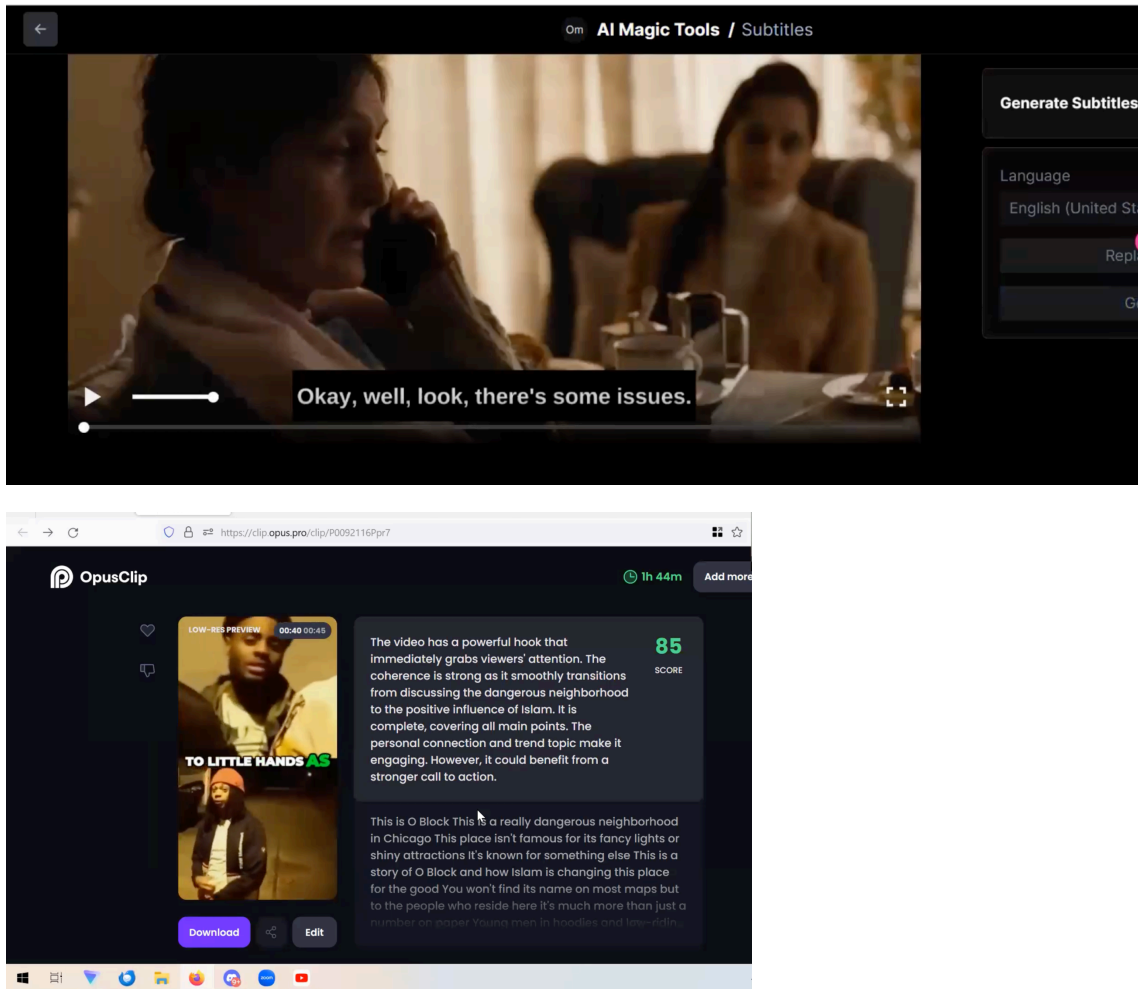 Om AI Magic Tools / Subtitles
Generate Subtitles
Language
English (United St
Repl
G
Okay, well, look, there's some issues.
https://clip.opus.pro/clip/P0092116Ppr7
OpusClip
1h 44m
Add more
LOW-RES PREVIEW 00:40 00:45
TO LITTLE HANDS AS
The video has a powerful hook that
immediately grabs viewers' attention. The
coherence is strong as it smoothly transitions
from discussing the dangerous neighborhood
to the positive influence of Islam. It is
complete, covering all main points. The
personal connection and trend topic make it
engaging. However, it could benefit from a
stronger call to action.
85
SCORE
This is O Block This is a really dangerous neighborhood
in Chicago This place isn't famous for its fancy lights or
shiny attractions It's known for something else This is a
story of O Block and how Islam is changing this place
for the good You won't find its name on most maps but
to the people who reside here it's much more than just a
number on paper Young men in hoodies and low-ridin...
Download
Edit
zoom